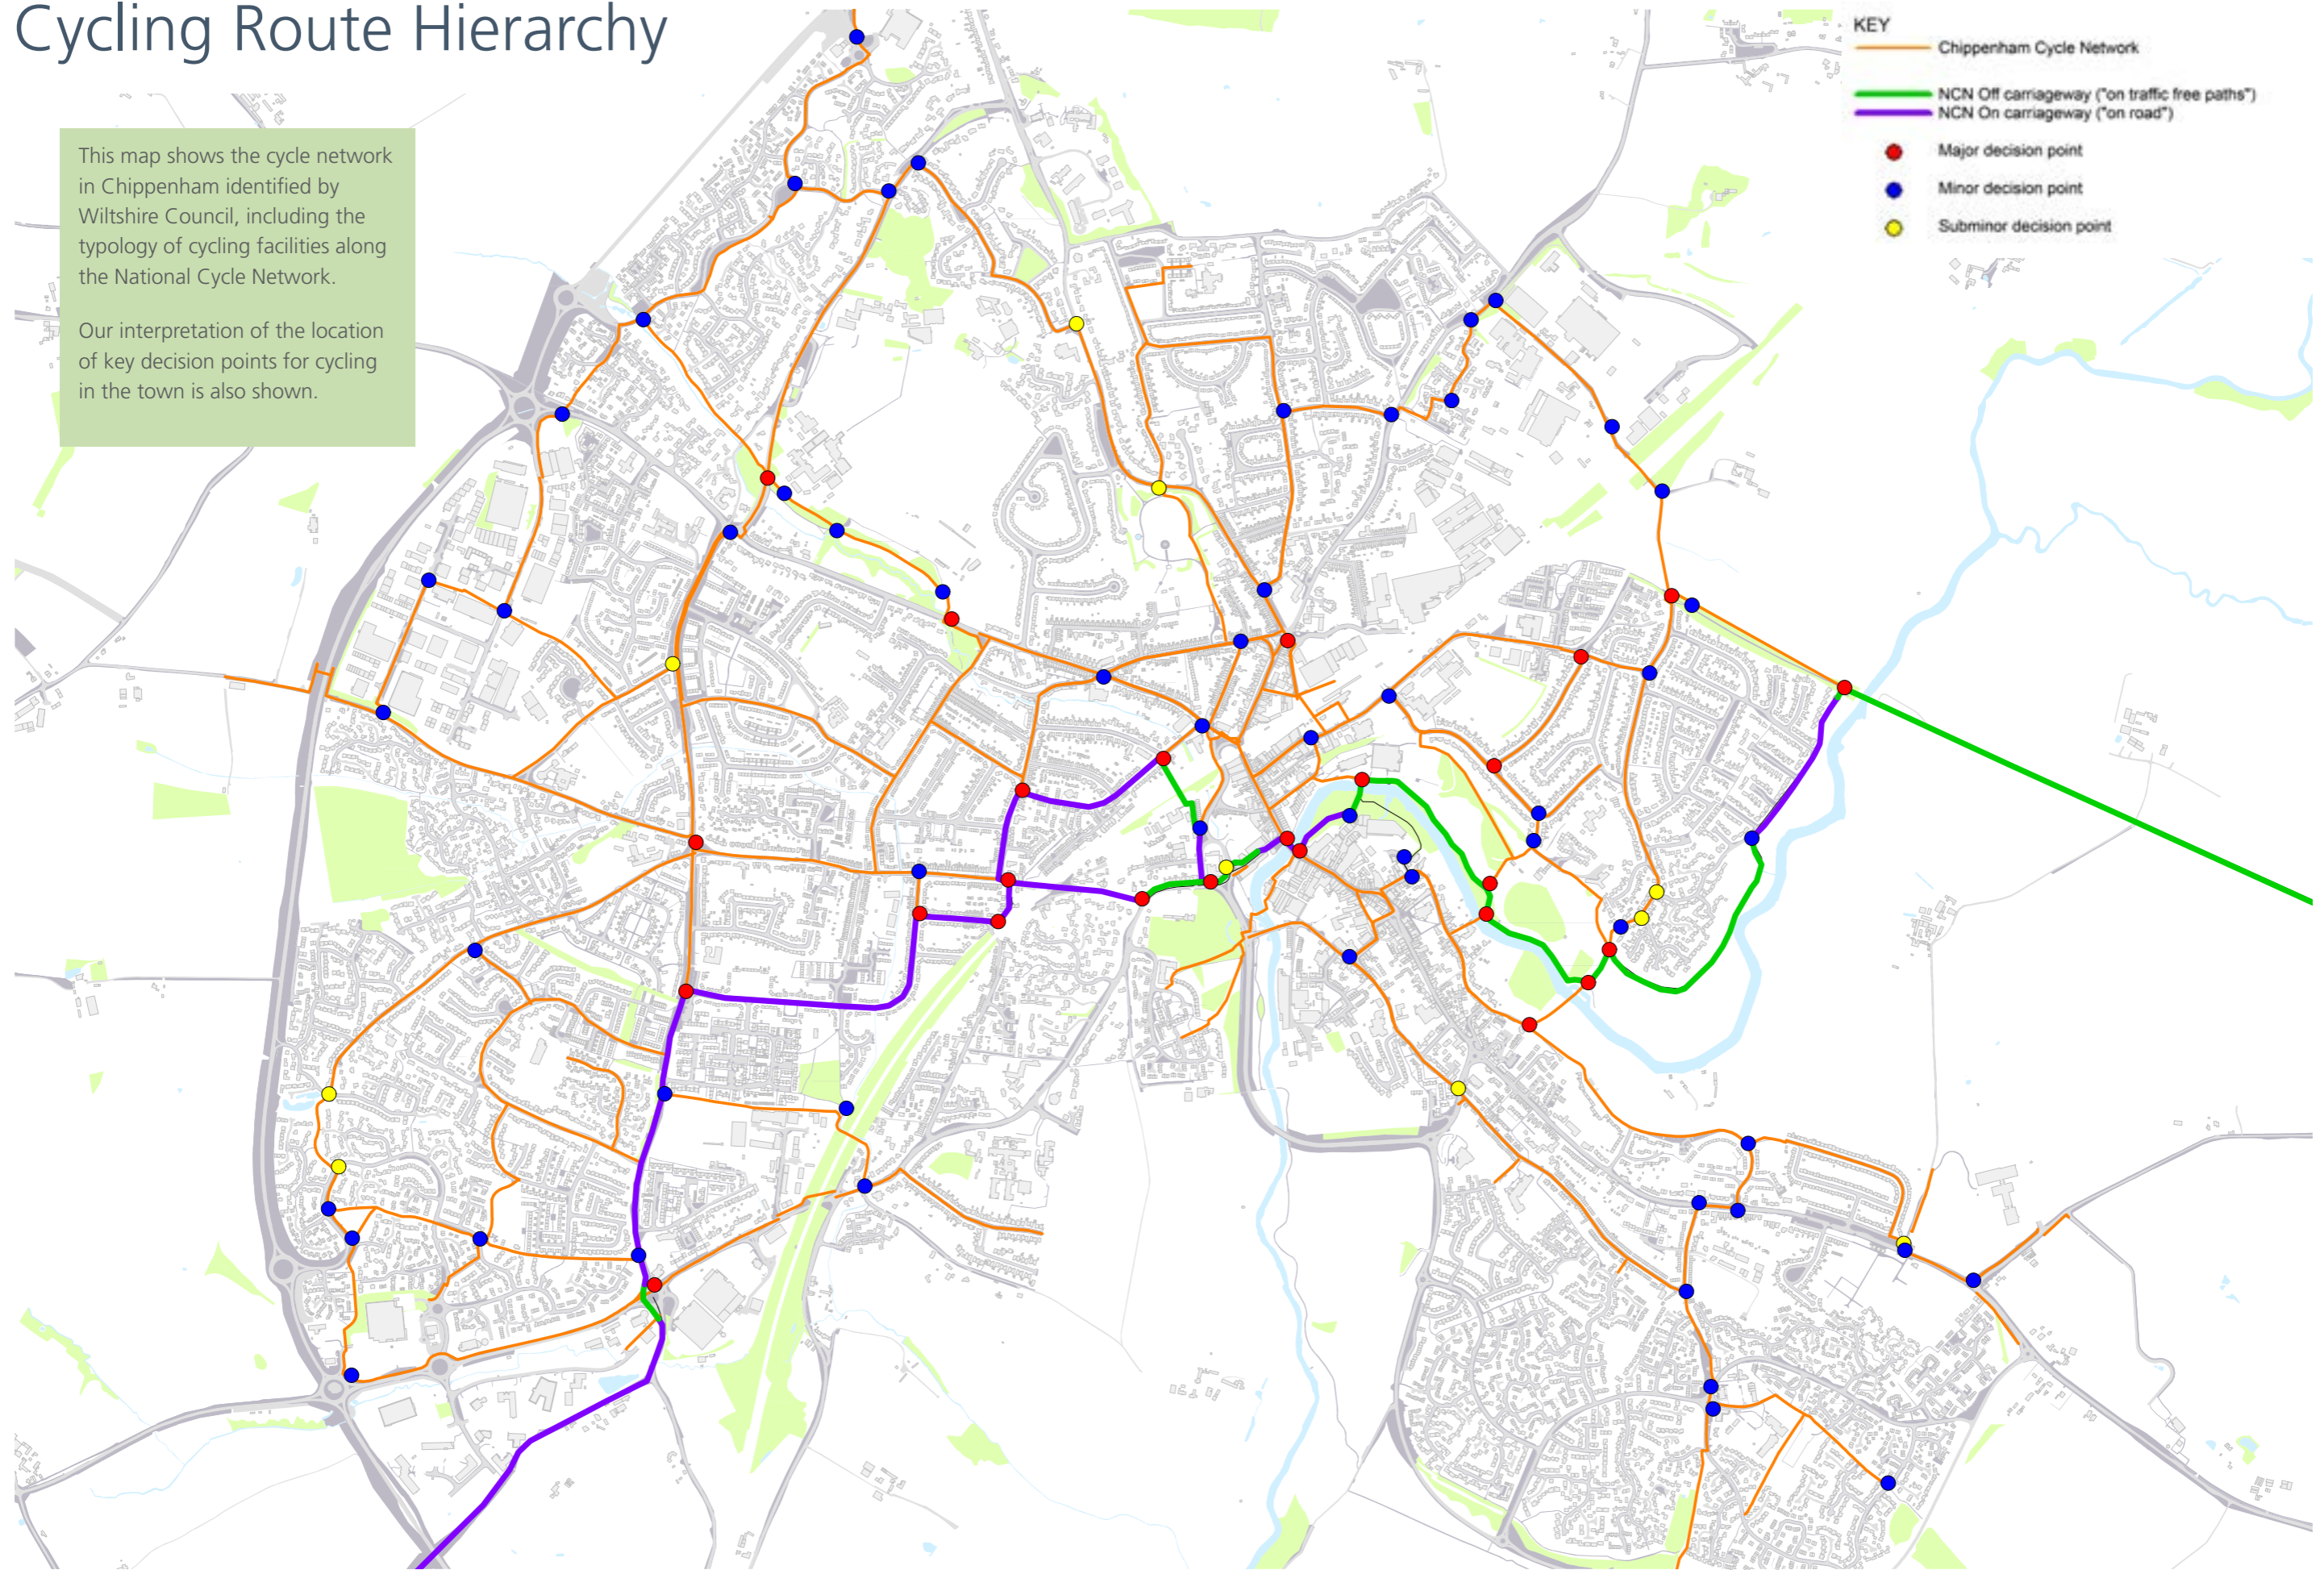 Cycling Route Hierarchy
This map shows the cycle network
in Chippenham identified by
Wiltshire Council, including the
typology of cycling facilities along
the National Cycle Network.
Our interpretation of the location
of key decision points for cycling
in the town is also shown.
KEY
Chippenham Cycle Network
NCN Off carriageway ("on traffic free paths")
NCN On carriageway ("on road")
Major decision point
Minor decision point
Subminor decision point